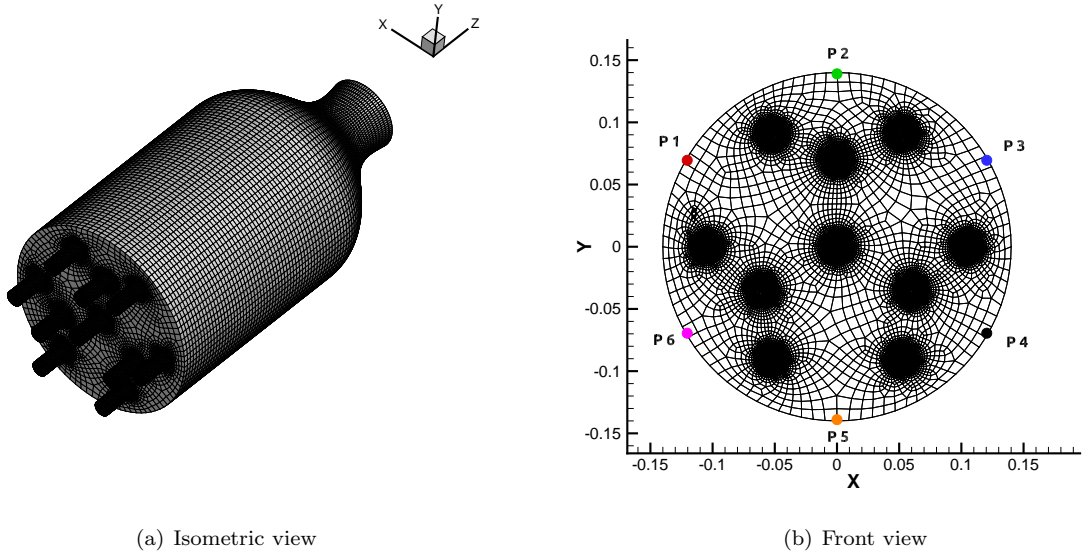 X
Y
Z
0.15
0.1
0.05
0
-0.05
-0.1
-0.15
Y
P 2
P 1
P 3
P 6
P 4
P 5
-0.15 -0.1 -0.05 0 0.05 0.1 0.15
X
(a) Isometric view
(b) Front view